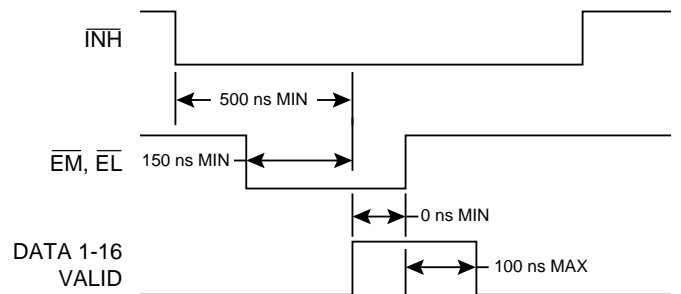 INH
500 ns MIN
EM, EL
150 ns MIN
0 ns MIN
DATA 1-16
VALID
100 ns MAX